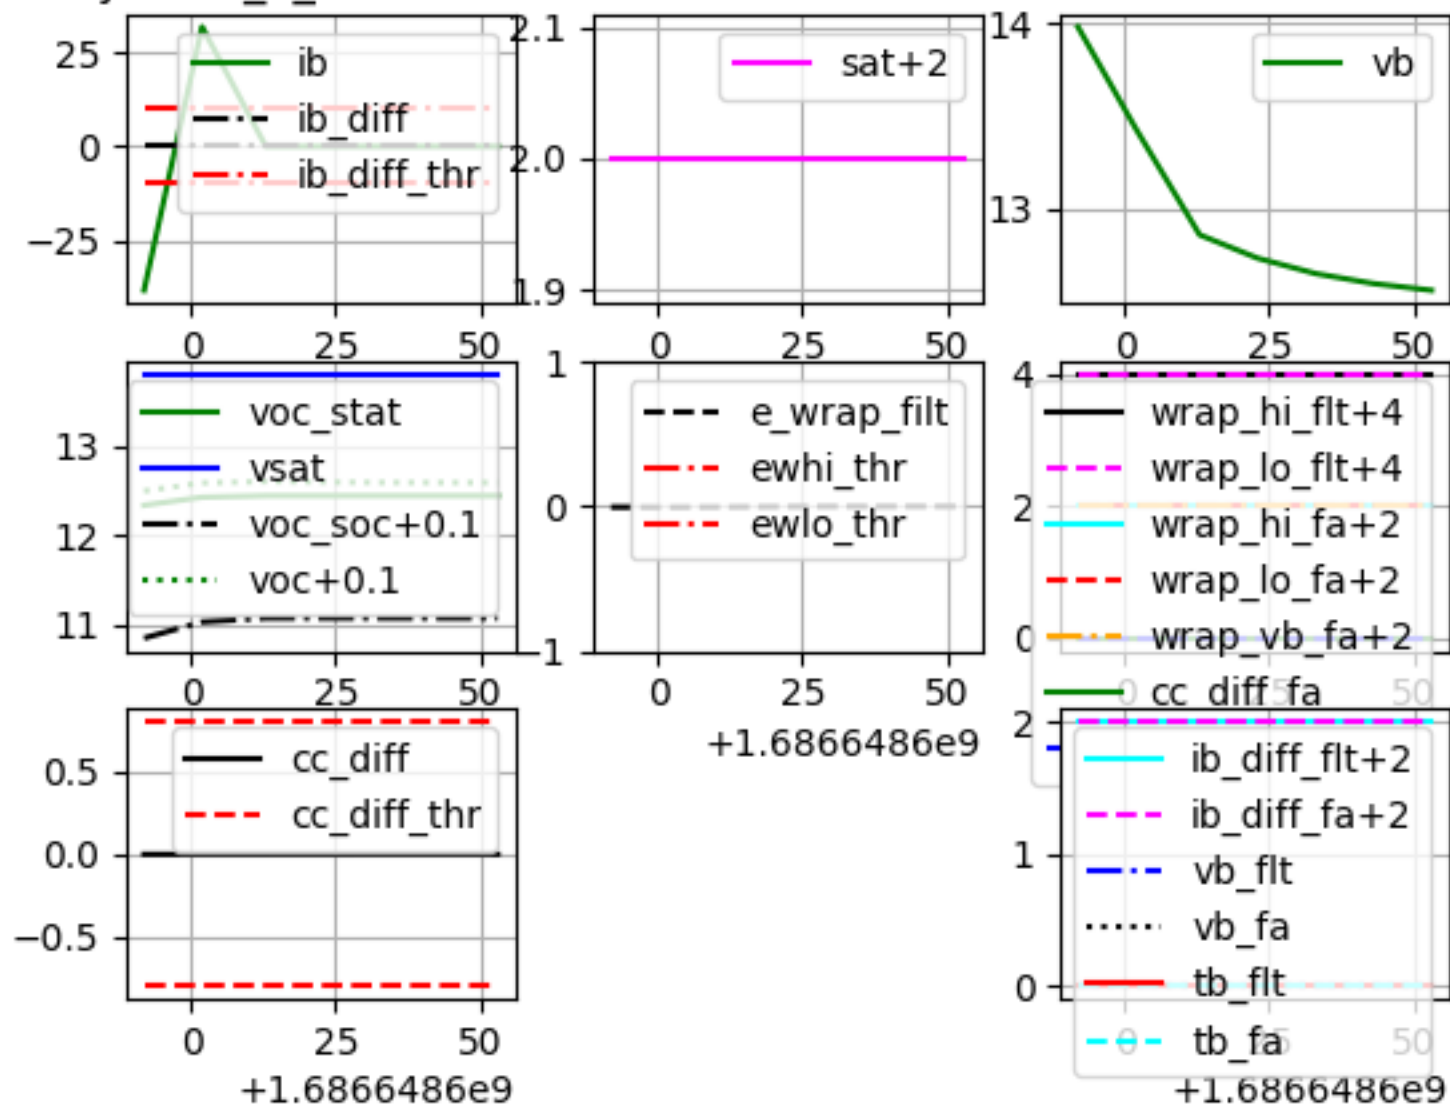 25
0
−25
ib
ib_diff
ib_diff_thr
0 25 50
2.1
2.0
1.9
sat+2
0 25 50
14
13
vb
0 25 50
13
12
11
voc_stat
vsat
voc_soc+0.1
voc+0.1
0 25 50
1
0
−1
e_wrap_filt
ewhi_thr
ewlo_thr
0 25 50
+1.6866486e9
4
2
0
wrap_hi_flt+4
wrap_lo_flt+4
wrap_hi_fa+2
wrap_lo_fa+2
wrap_vb_fa+2
cc_diff_fa
0 25 50
0.5
0.0
−0.5
cc_diff
cc_diff_thr
0 25 50
+1.6866486e9
2
1
0
ib_diff_flt+2
ib_diff_fa+2
vb_flt
vb_fa
tb_flt
tb_fa
0 25 50
+1.6866486e9